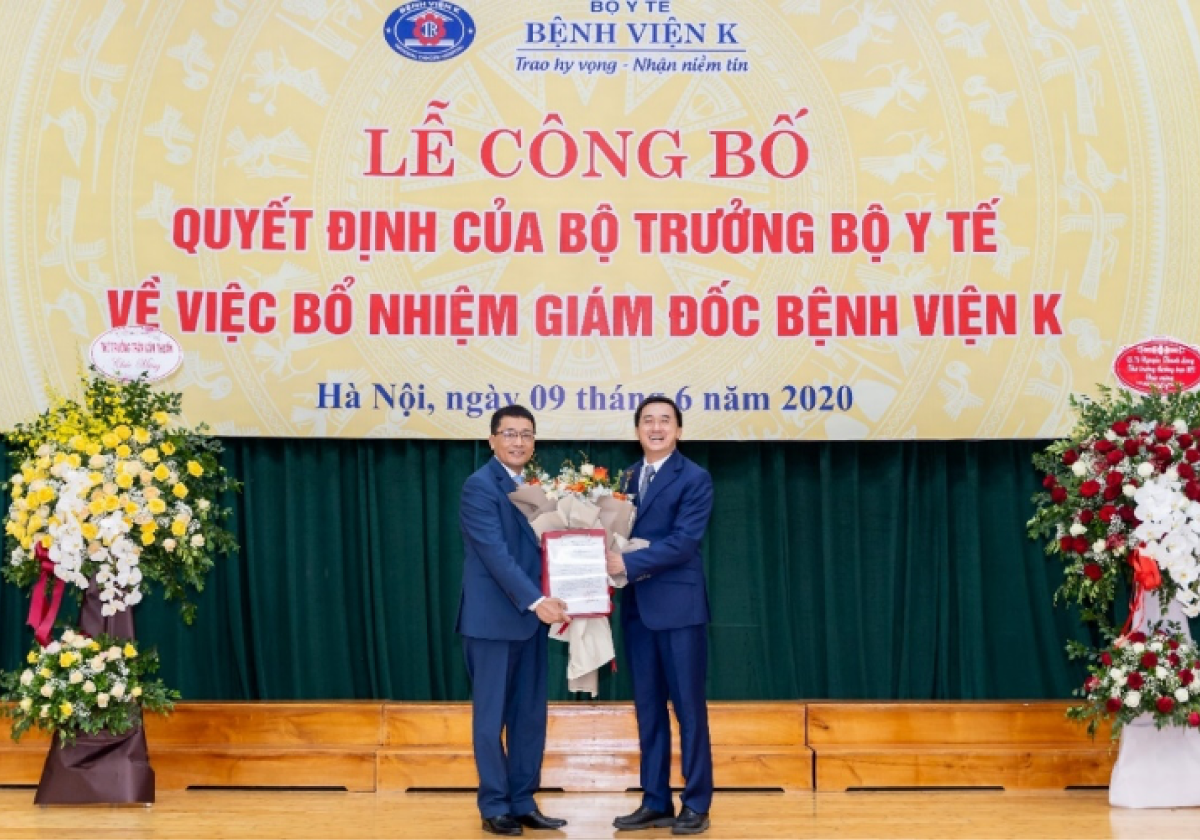 BỆNH VIỆN K
BỘ Y TẾ
BỆNH VIỆN K
Trao hy vọng - Nhận niềm tin
LỄ CÔNG BỐ
QUYẾT ĐỊNH CỦA BỘ TRƯỞNG BỘ Y TẾ
VỀ VIỆC BỔ NHIỆM GIÁM ĐỐC BỆNH VIỆN K
Hà Nội, ngày 09 tháng 6 năm 2020
Chúc Mừng